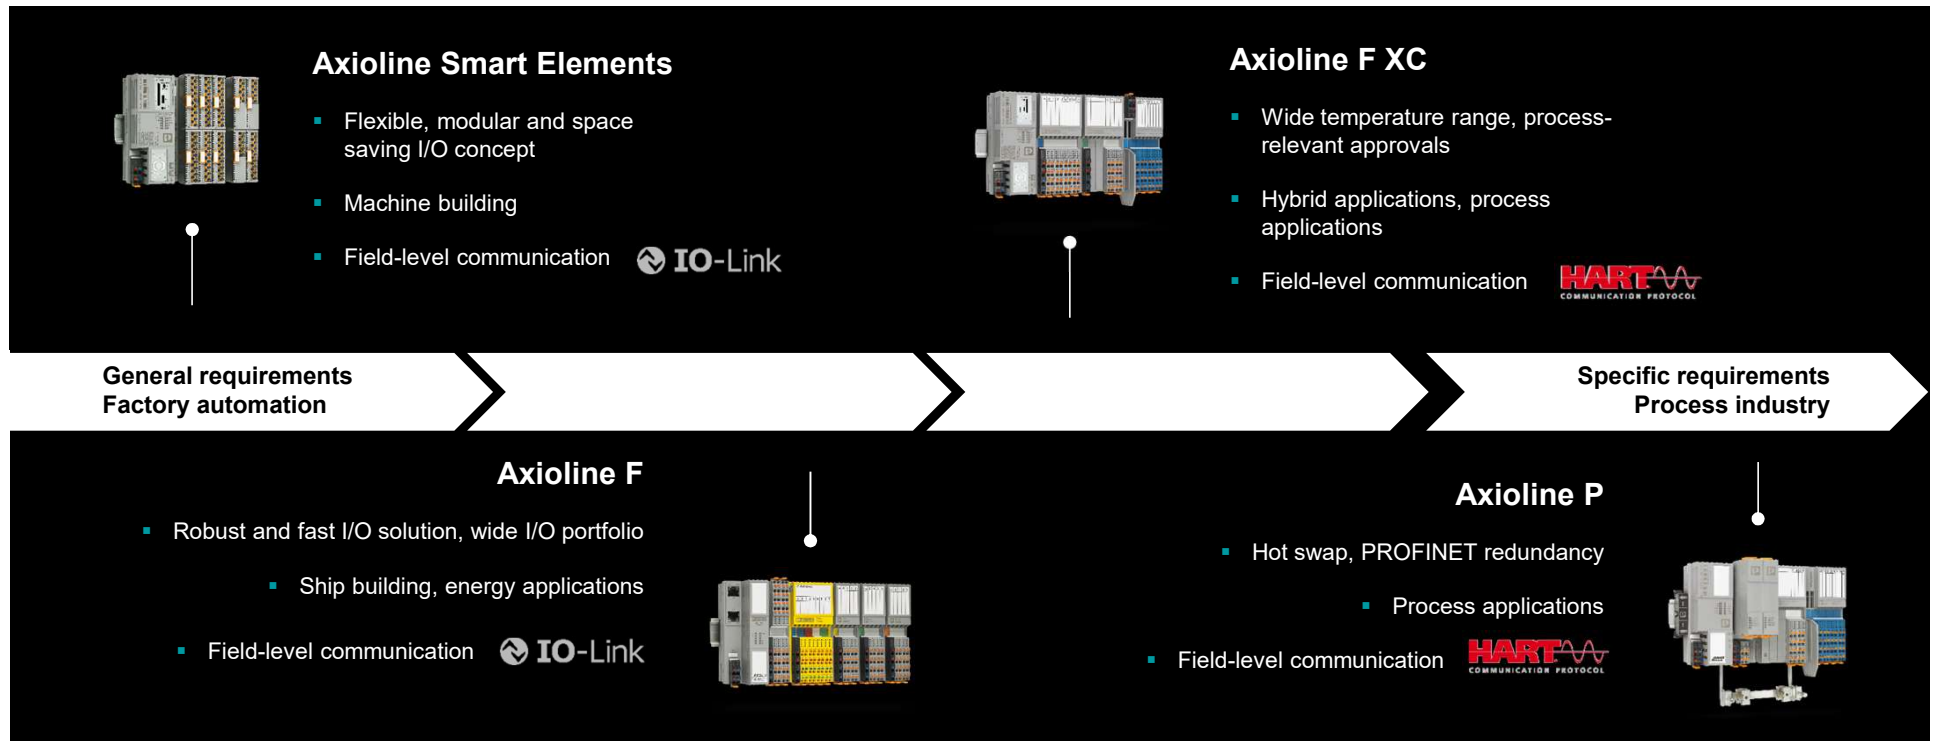 Axioline Smart Elements
Flexible, modular and space
saving I/O concept
Machine building
Field-level communication
IO-Link
Axioline F XC
Wide temperature range, process-
relevant approvals
Hybrid applications, process
applications
Field-level communication
HART
COMMUNICATION PROTOCOL
General requirements
Factory automation
Specific requirements
Process industry
Axioline F
Robust and fast I/O solution, wide I/O portfolio
Ship building, energy applications
Field-level communication
IO-Link
Axioline P
Hot swap, PROFINET redundancy
Process applications
Field-level communication
HART
COMMUNICATION PROTOCOL